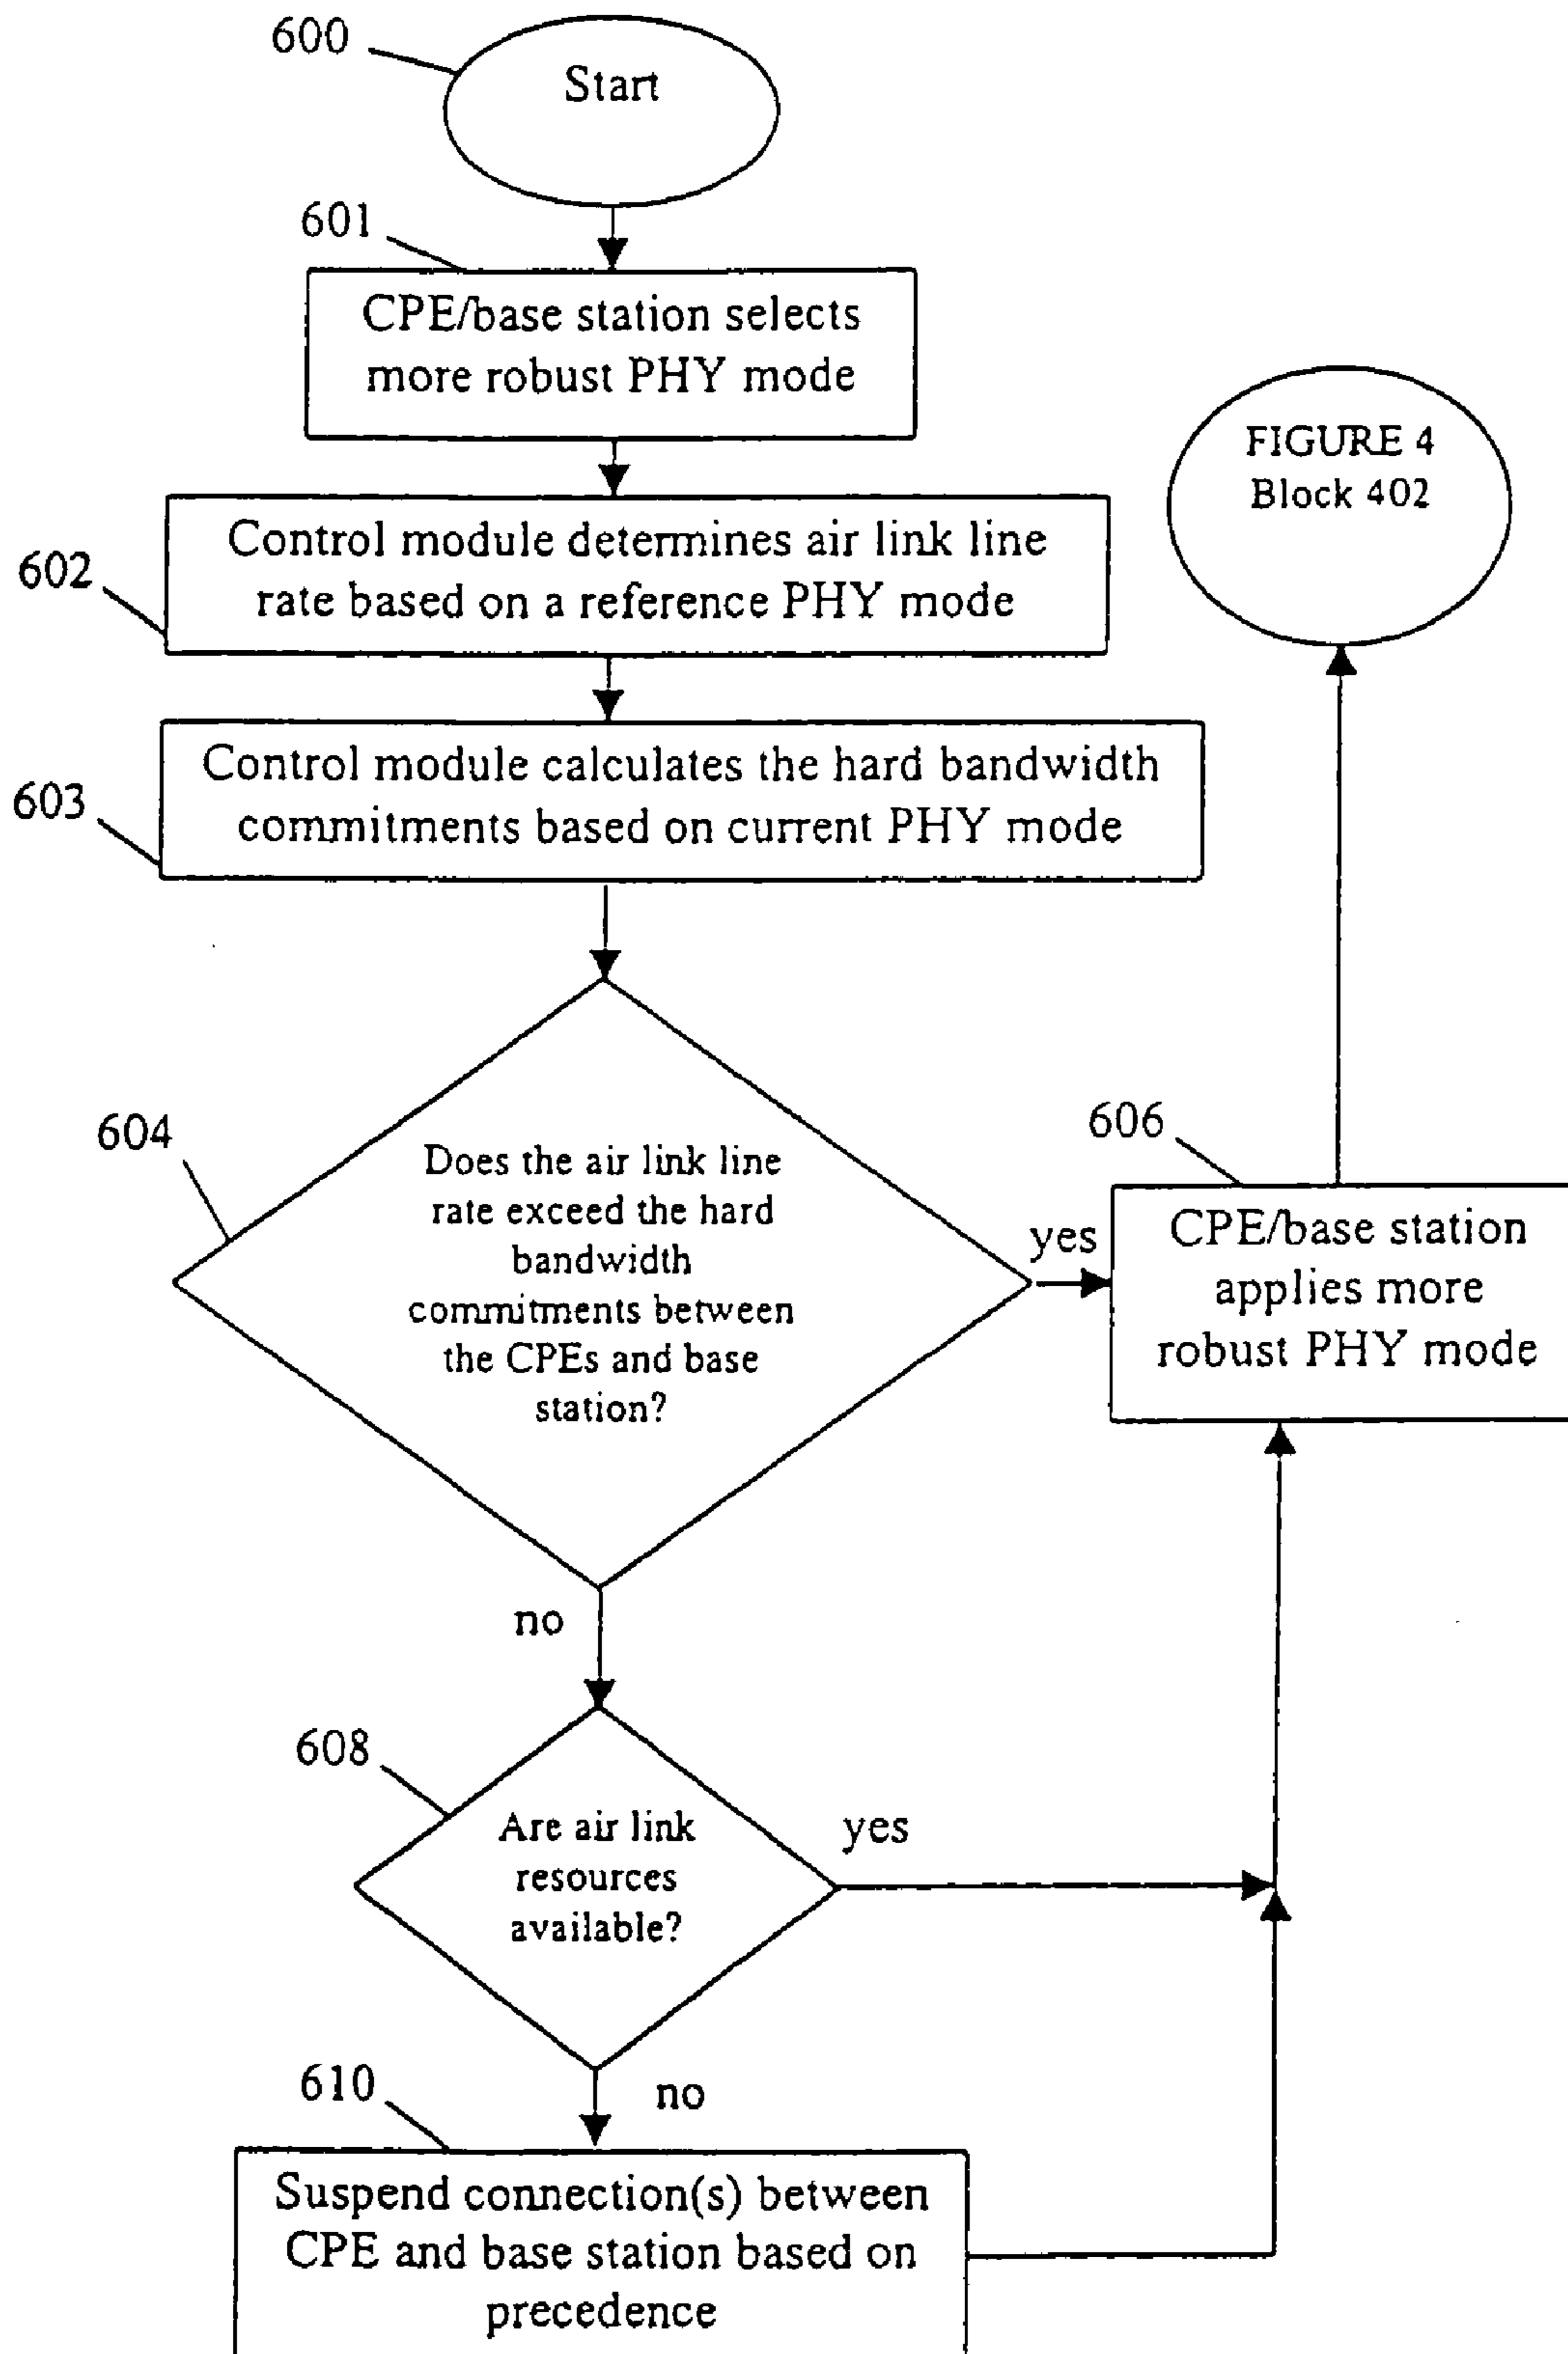 600
Start
601
CPE/base station selects
more robust PHY mode
FIGURE 4
Block 402
602
Control module determines air link line
rate based on a reference PHY mode
603
Control module calculates the hard bandwidth
commitments based on current PHY mode
604
Does the air link line
rate exceed the hard
bandwidth
commitments between
the CPEs and base
station?
yes
606
CPE/base station
applies more
robust PHY mode
no
608
Are air link
resources
available?
yes
no
610
Suspend connection(s) between
CPE and base station based on
precedence